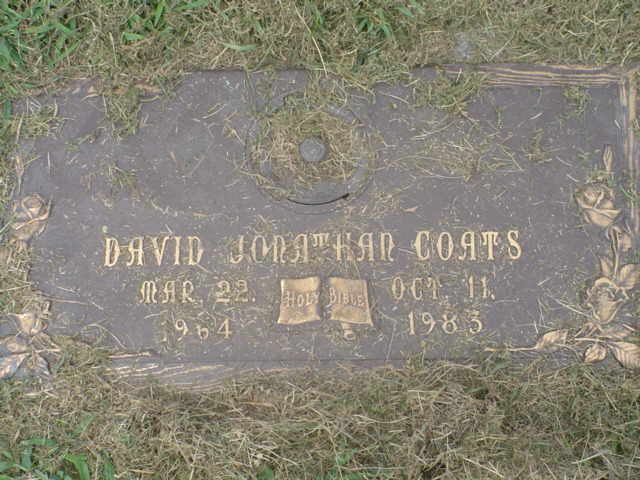 DAVID JONATHAN COATS
MAR. 22. HOLY BIBLE OCT. 11.
1964 1983